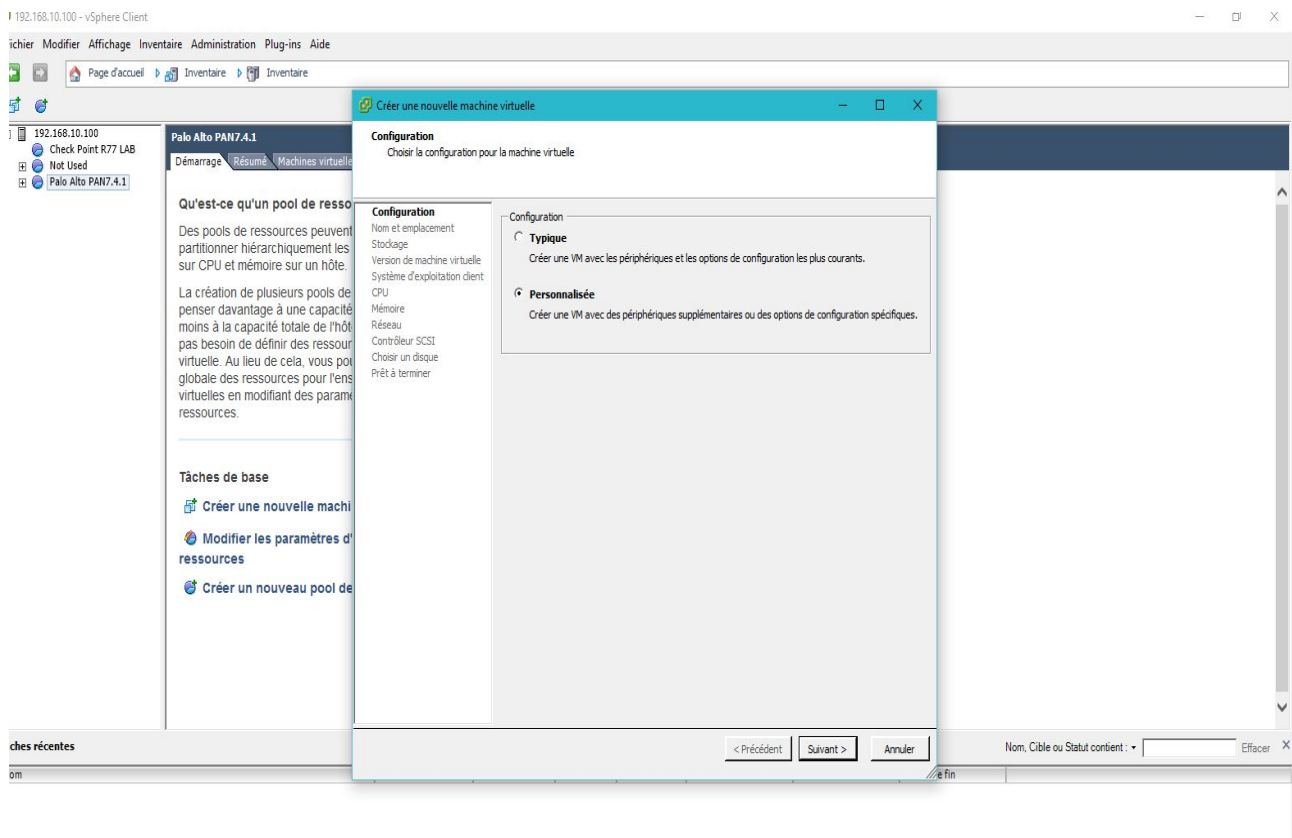 192.168.10.100 - vSphere Client
ichier Modifier Affichage Inventaire Administration Plug-ins Aide
Page d'accueil Inventaire Inventaire
192.168.10.100
Check Point R77 LAB
Not Used
Palo Alto PAN7.4.1
Palo Alto PAN7.4.1
Démarrage Résumé Machines virtuelle
Qu'est-ce qu'un pool de resso
Des pools de ressources peuvent
partitionner hiérarchiquement les
sur CPU et mémoire sur un hôte.
La création de plusieurs pools de
penser davantage à une capacité
moins à la capacité totale de l'hôt
pas besoin de définir des ressour
virtuelle. Au lieu de cela, vous pou
globale des ressources pour l'ens
virtuelles en modifiant des paramè
ressources.
Tâches de base
Créer une nouvelle machi
Modifier les paramètres d'
ressources
Créer un nouveau pool de
Créer une nouvelle machine virtuelle
Configuration
Choisir la configuration pour la machine virtuelle
Configuration
Nom et emplacement
Stockage
Version de machine virtuelle
Système d'exploitation client
CPU
Mémoire
Réseau
Contrôleur SCSI
Choisir un disque
Prêt à terminer
Configuration
Typique
Créer une VM avec les périphériques et les options de configuration les plus courants.
Personnalisée
Créer une VM avec des périphériques supplémentaires ou des options de configuration spécifiques.
< Précédent Suivant > Annuler
ches récentes
Nom, Cible ou Statut contient : Effacer
om
e fin